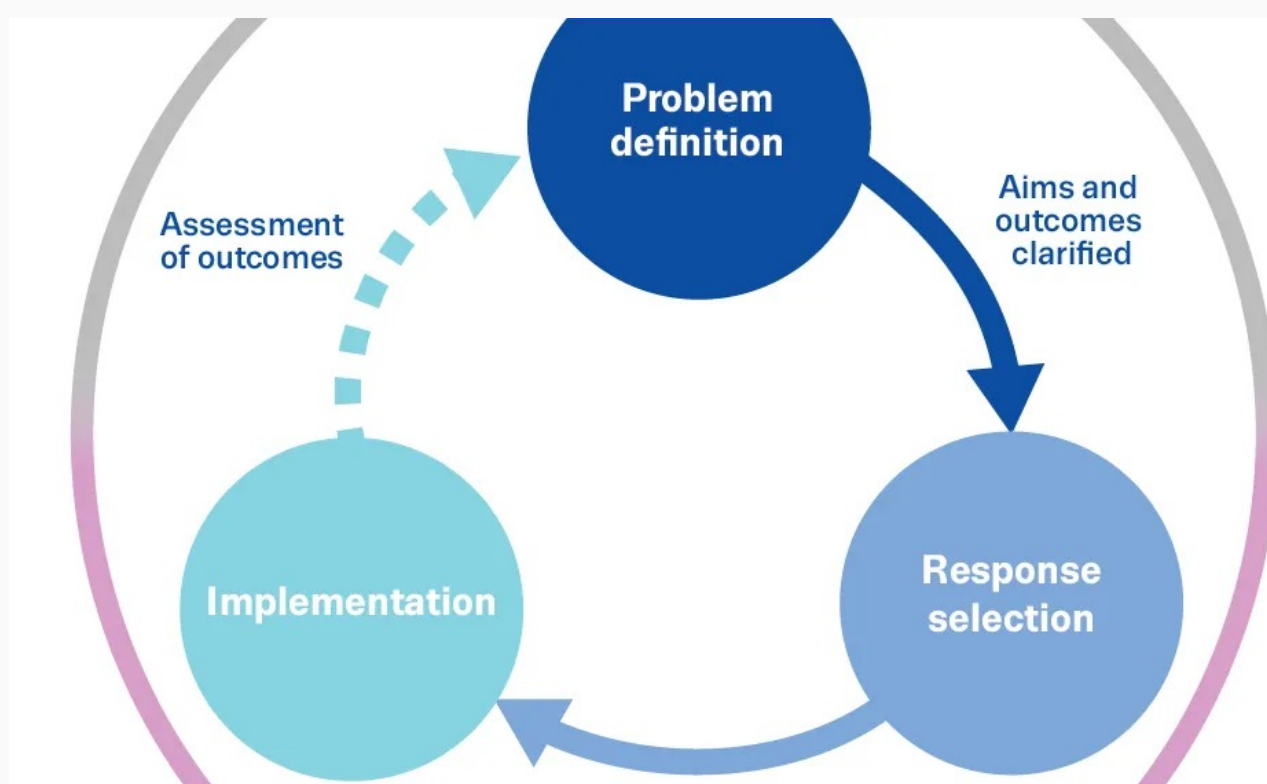 Problem
definition
Aims and
outcomes
clarified
Assessment
of outcomes
Response
selection
Implementation